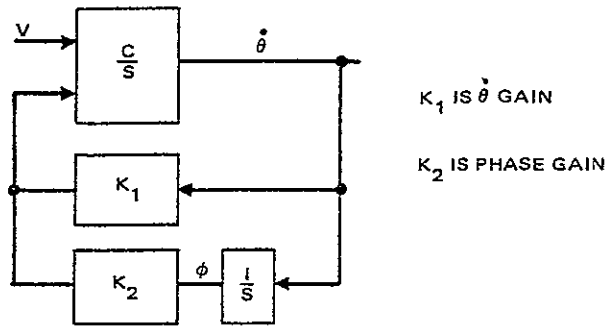 V
C
S
θ̇
K₁ IS θ̇ GAIN
K₂ IS PHASE GAIN
K₁
K₂
ϕ
I
S